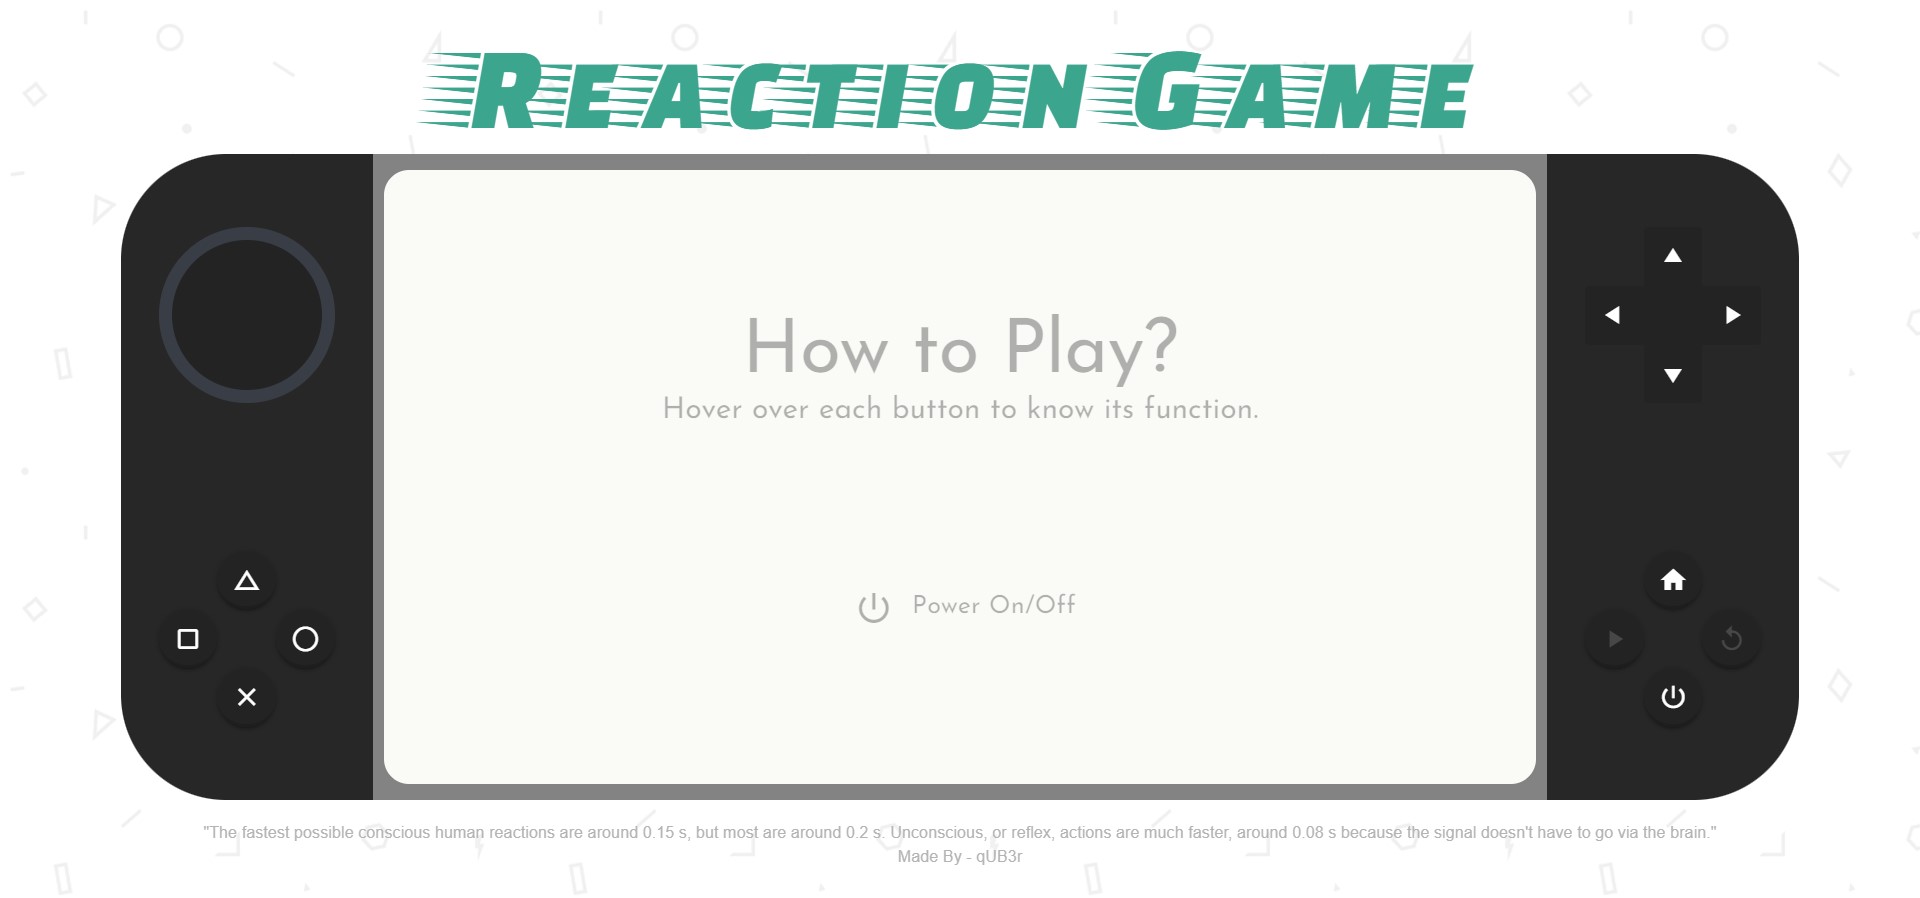 Reaction Game
How to Play?
Hover over each button to know its function.
Power On/Off
"The fastest possible conscious human reactions are around 0.15 s, but most are around 0.2 s. Unconscious, or reflex, actions are much faster, around 0.08 s because the signal doesn't have to go via the brain."
Made By - qUB3r